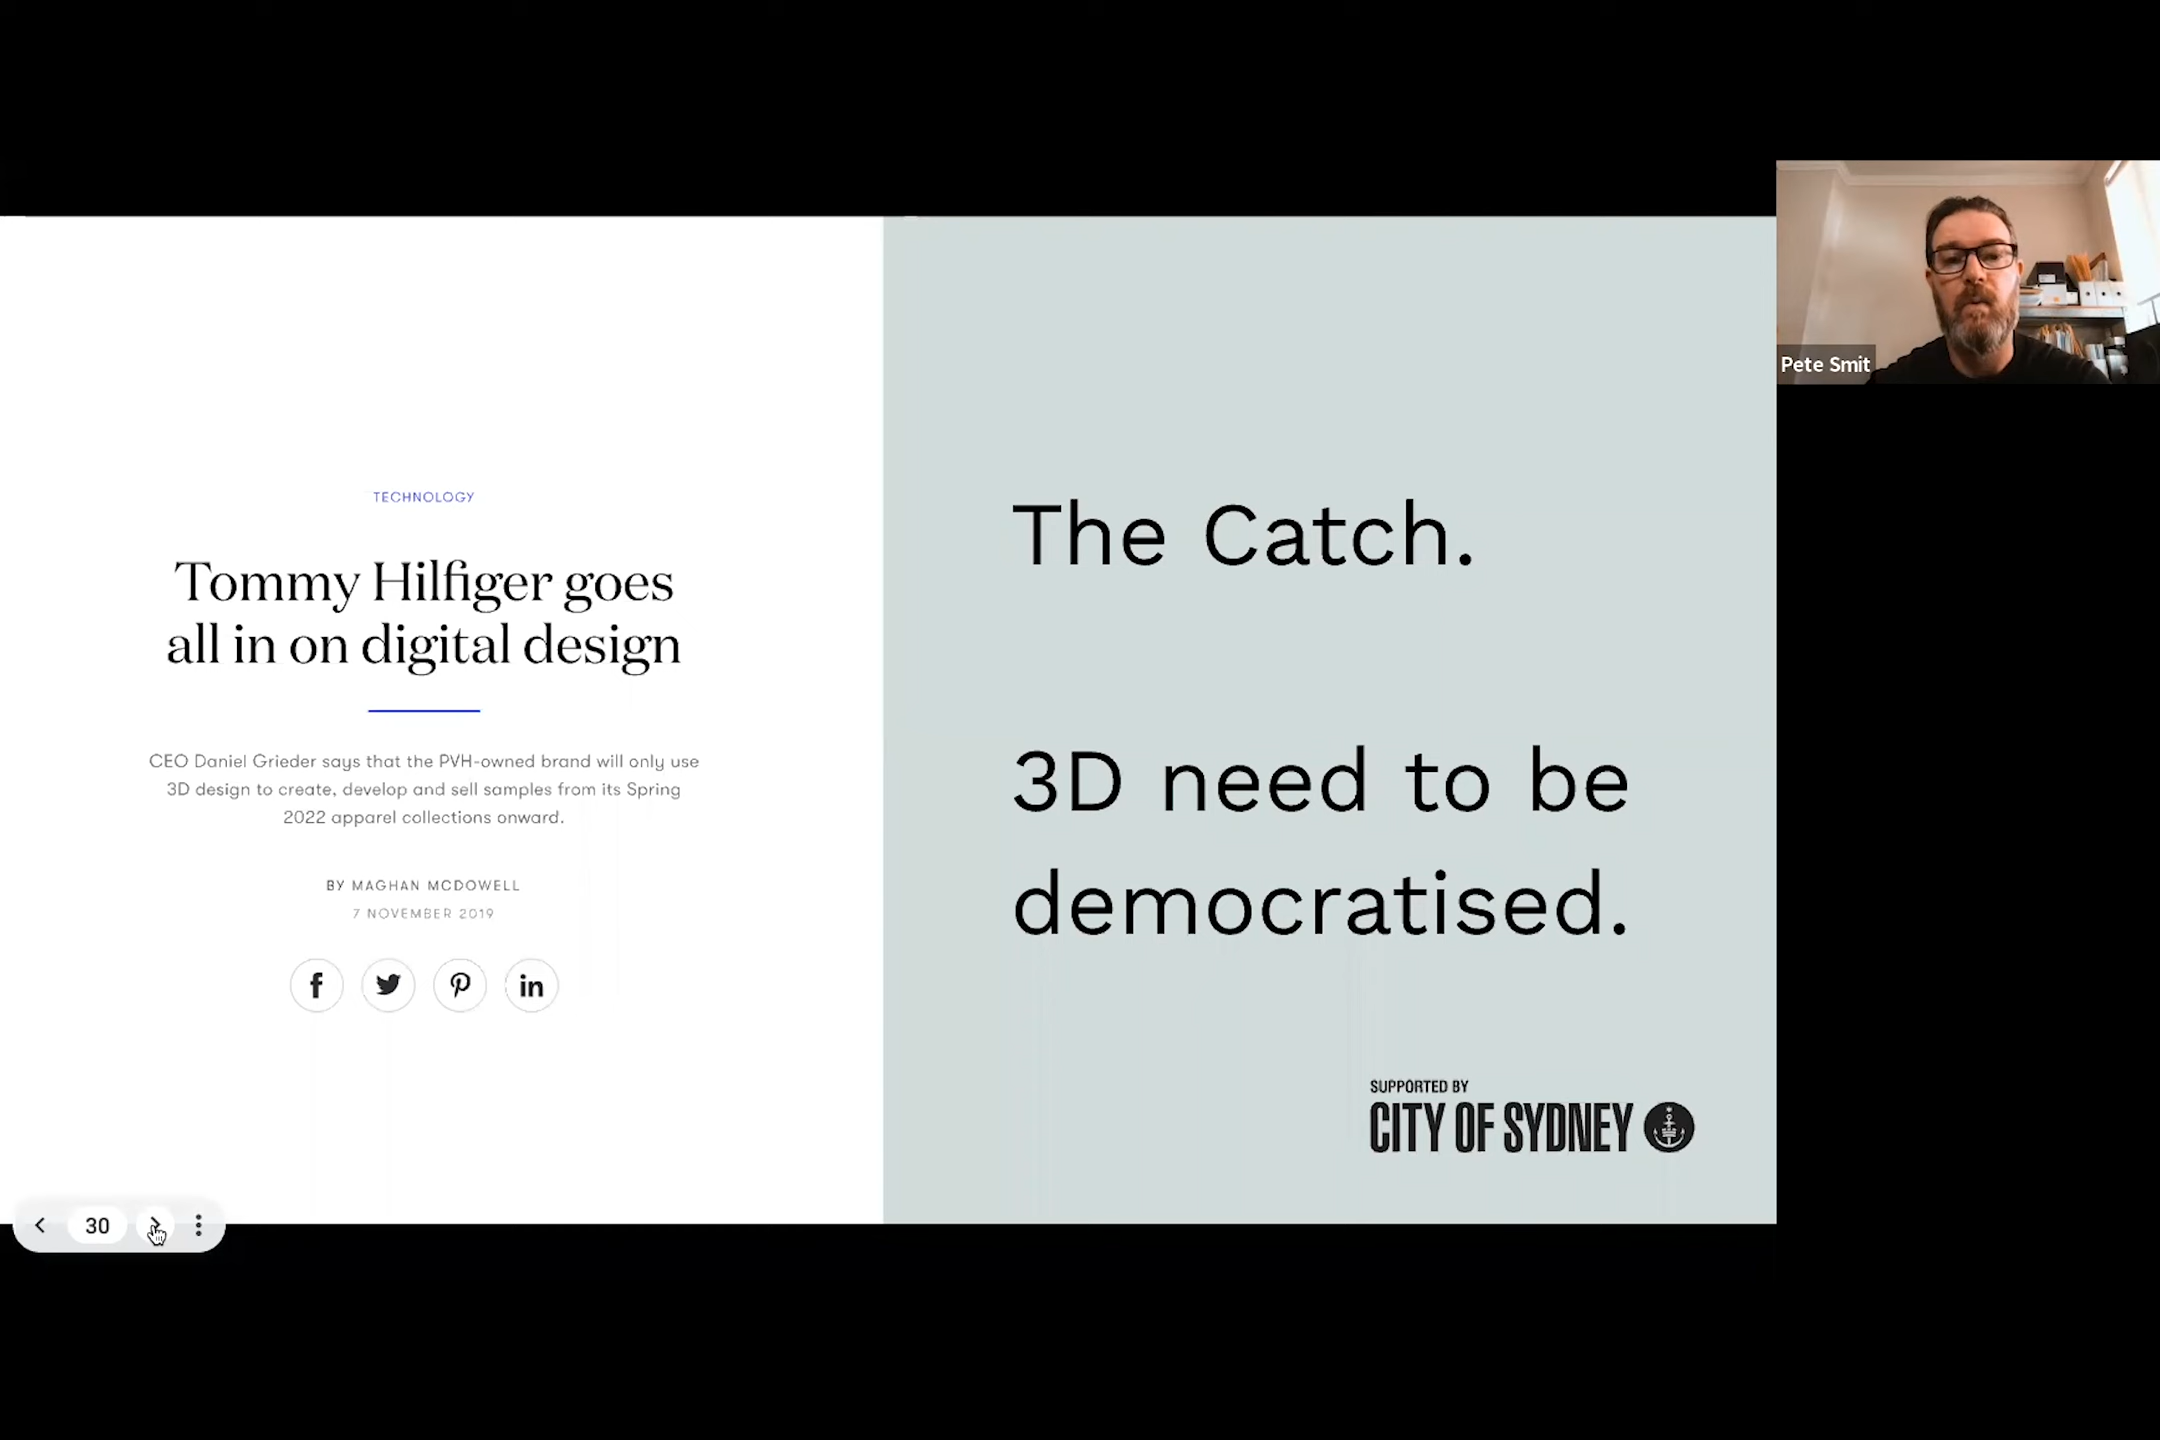 TECHNOLOGY
Tommy Hilfiger goes
all in on digital design
CEO Daniel Grieder says that the PVH-owned brand will only use
3D design to create, develop and sell samples from its Spring
2022 apparel collections onward.
BY MAGHAN MCDOWELL
7 NOVEMBER 2019
f
in
The Catch.
3D need to be
democratised.
SUPPORTED BY
CITY OF SYDNEY
30
Pete Smit